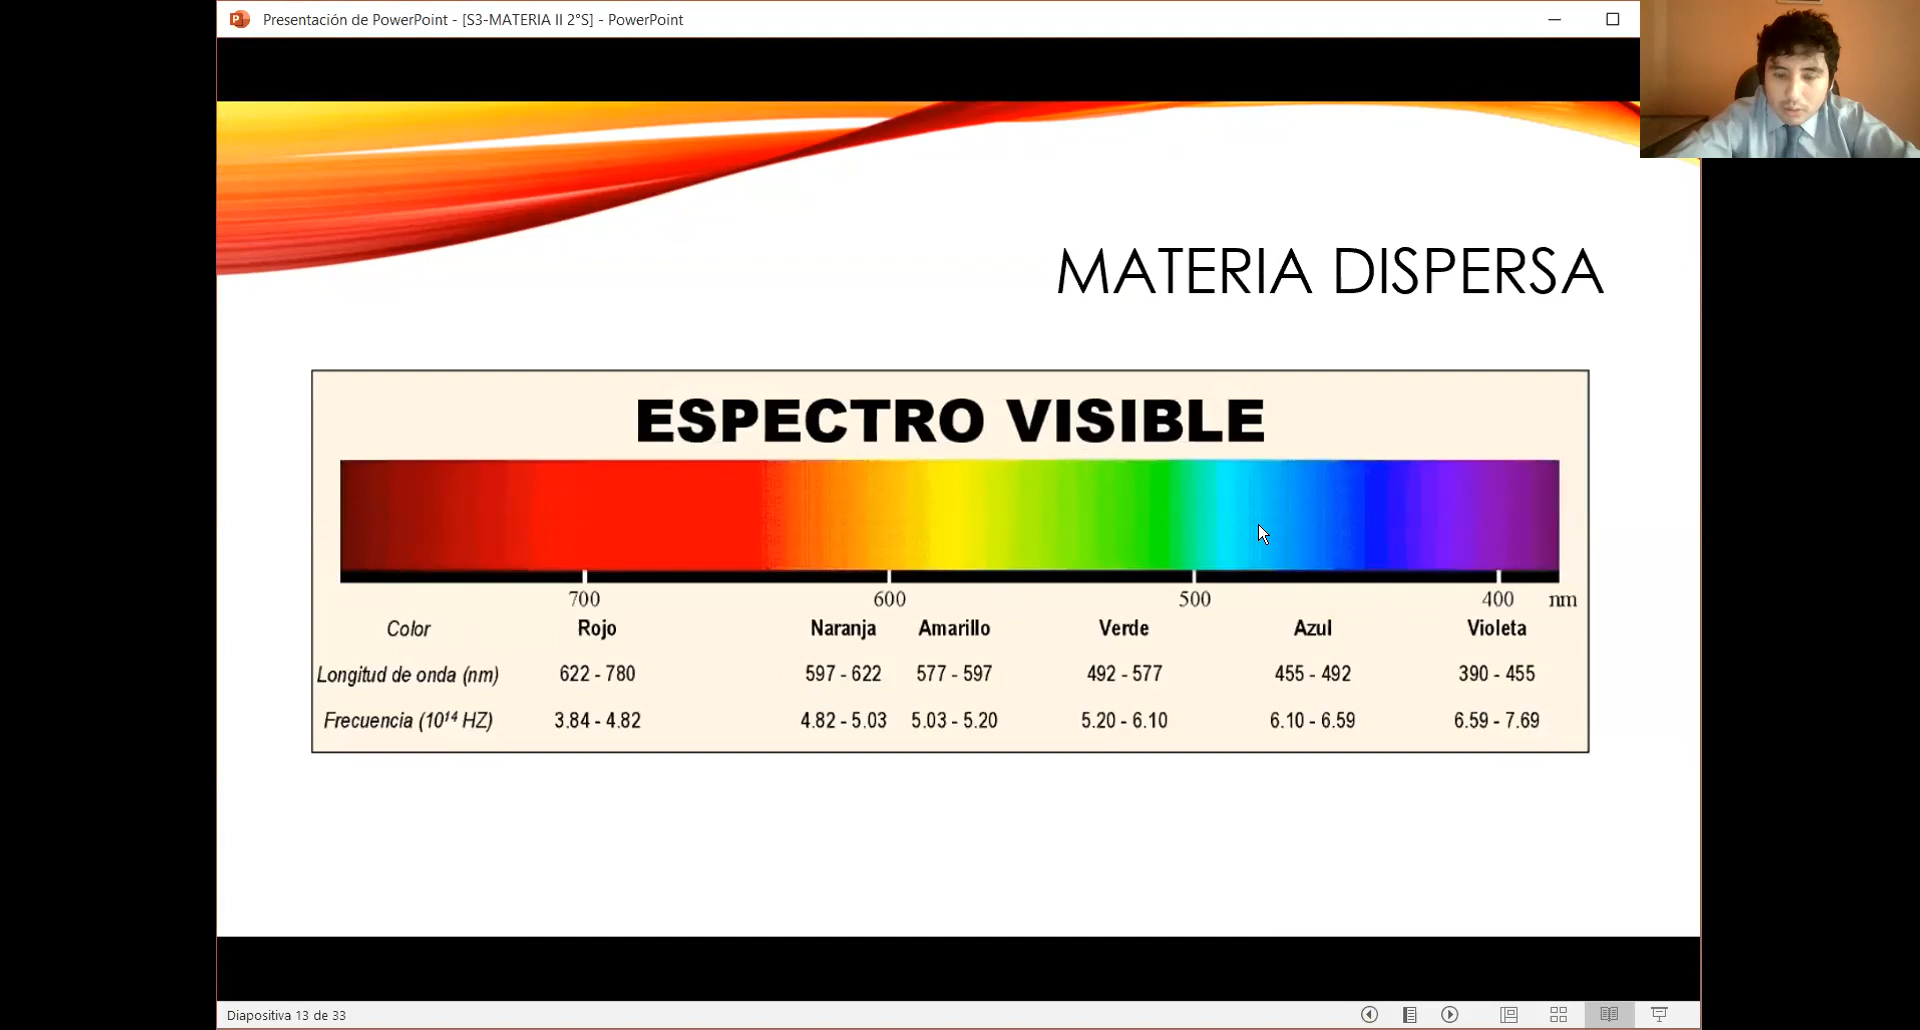 Presentación de PowerPoint - [S3-MATERIA II 2°S] - PowerPoint
MATERIA DISPERSA
ESPECTRO VISIBLE
700 600 500 400 nm
Color Rojo Naranja Amarillo Verde Azul Violeta
Longitud de onda (nm) 622 - 780 597 - 622 577 - 597 492 - 577 455 - 492 390 - 455
Frecuencia (10¹⁴ HZ) 3.84 - 4.82 4.82 - 5.03 5.03 - 5.20 5.20 - 6.10 6.10 - 6.59 6.59 - 7.69
Diapositiva 13 de 33